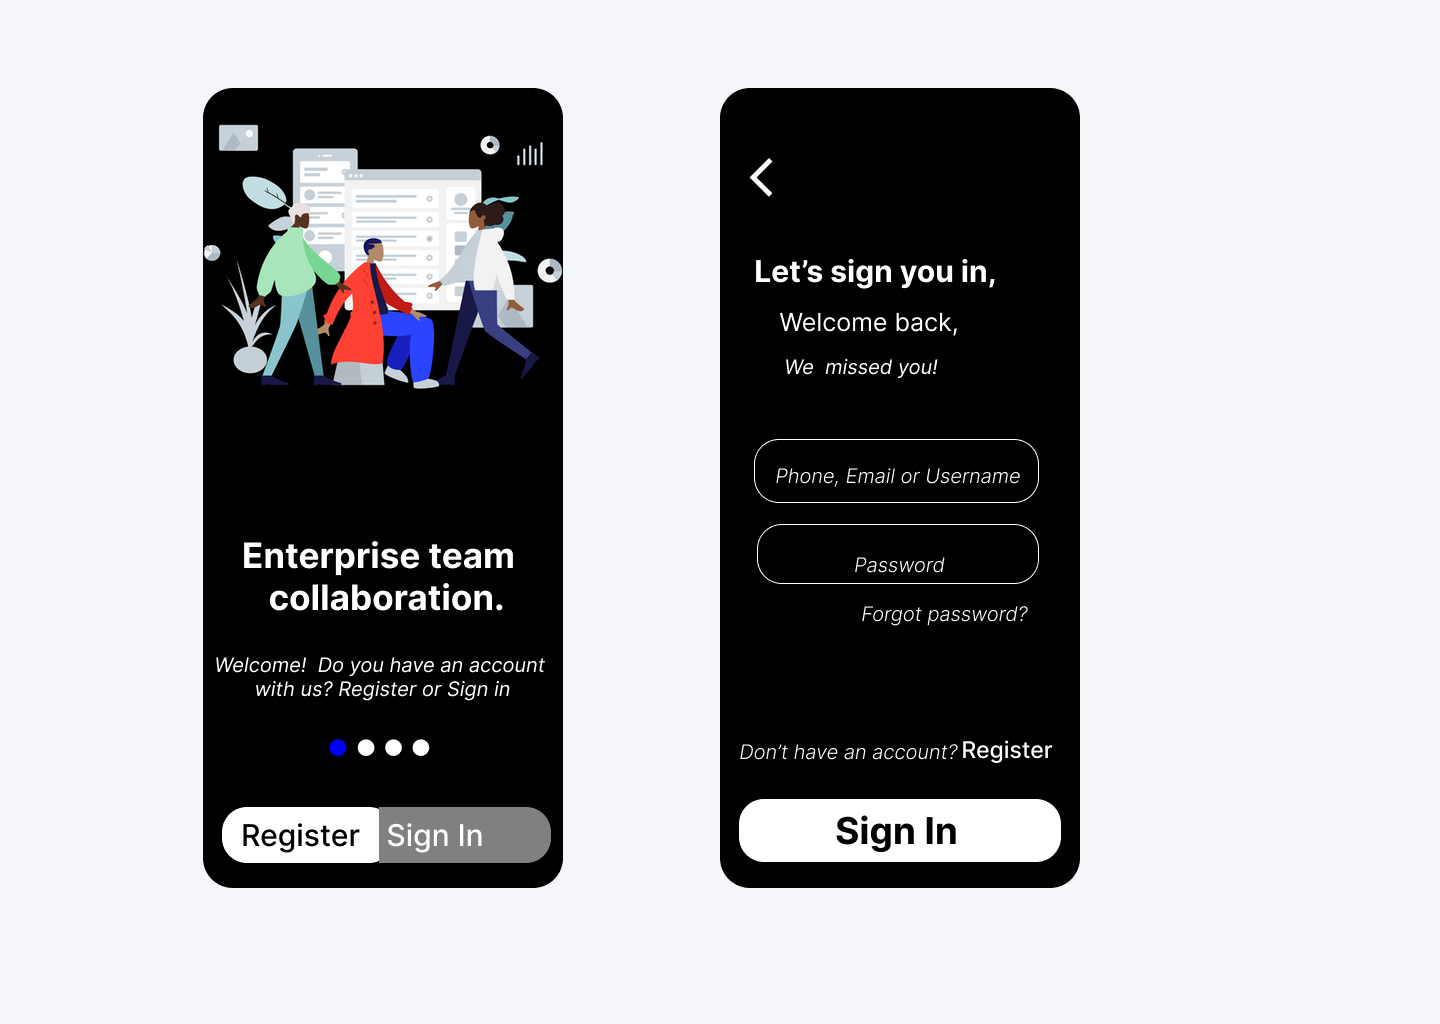 Enterprise team
collaboration.
Welcome!  Do you have an account
with us? Register or Sign in
Register
Sign In
Let’s sign you in,
Welcome back,
We  missed you!
Phone, Email or Username
Password
Forgot password?
Don’t have an account? Register
Sign In